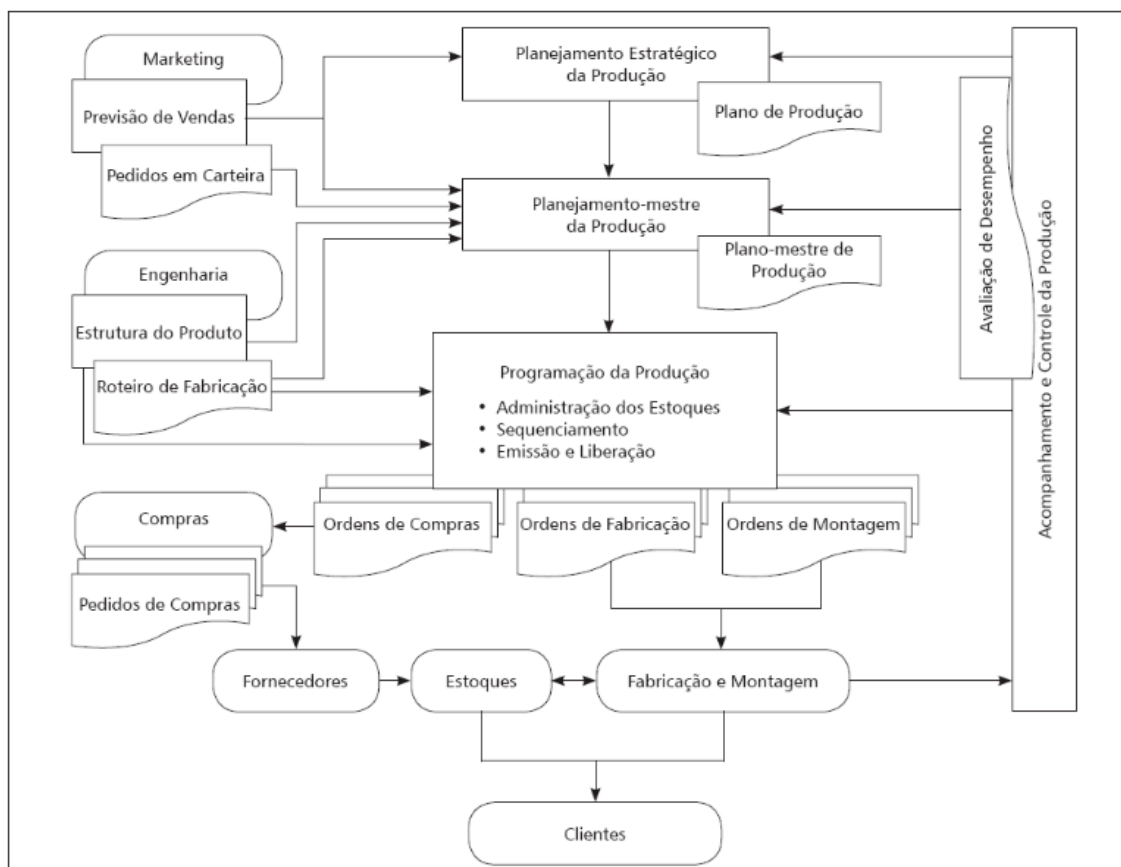 Marketing
Previsão de Vendas
Pedidos em Carteira
Engenharia
Estrutura do Produto
Roteiro de Fabricação
Planejamento Estratégico
da Produção
Plano de Produção
Planejamento-mestre
da Produção
Plano-mestre de
Produção
Programação da Produção
• Administração dos Estoques
• Sequenciamento
• Emissão e Liberação
Avaliação de Desempenho
Acompanhamento e Controle da Produção
Compras
Pedidos de Compras
Ordens de Compras
Ordens de Fabricação
Ordens de Montagem
Fornecedores
Estoques
Fabricação e Montagem
Clientes